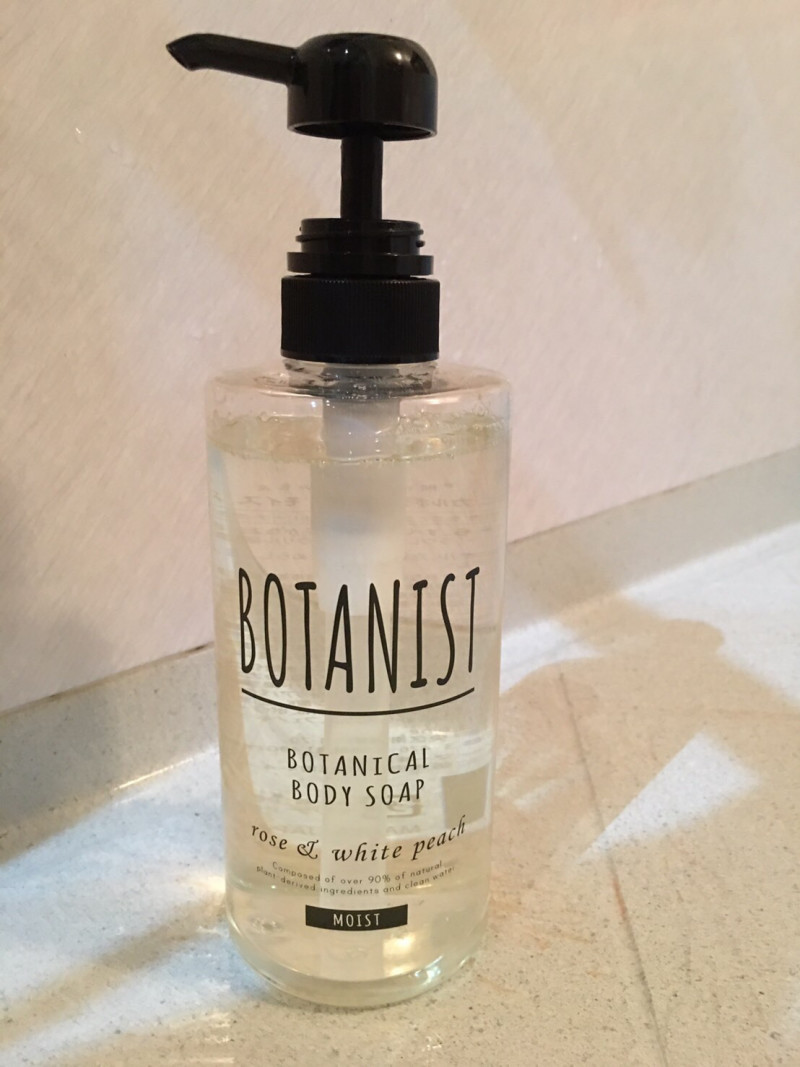 BOTANIST
BOTANICAL
BODY SOAP
rose & white peach
Composed of over 90% of natural
plant-derived ingredients and clean water.
MOIST